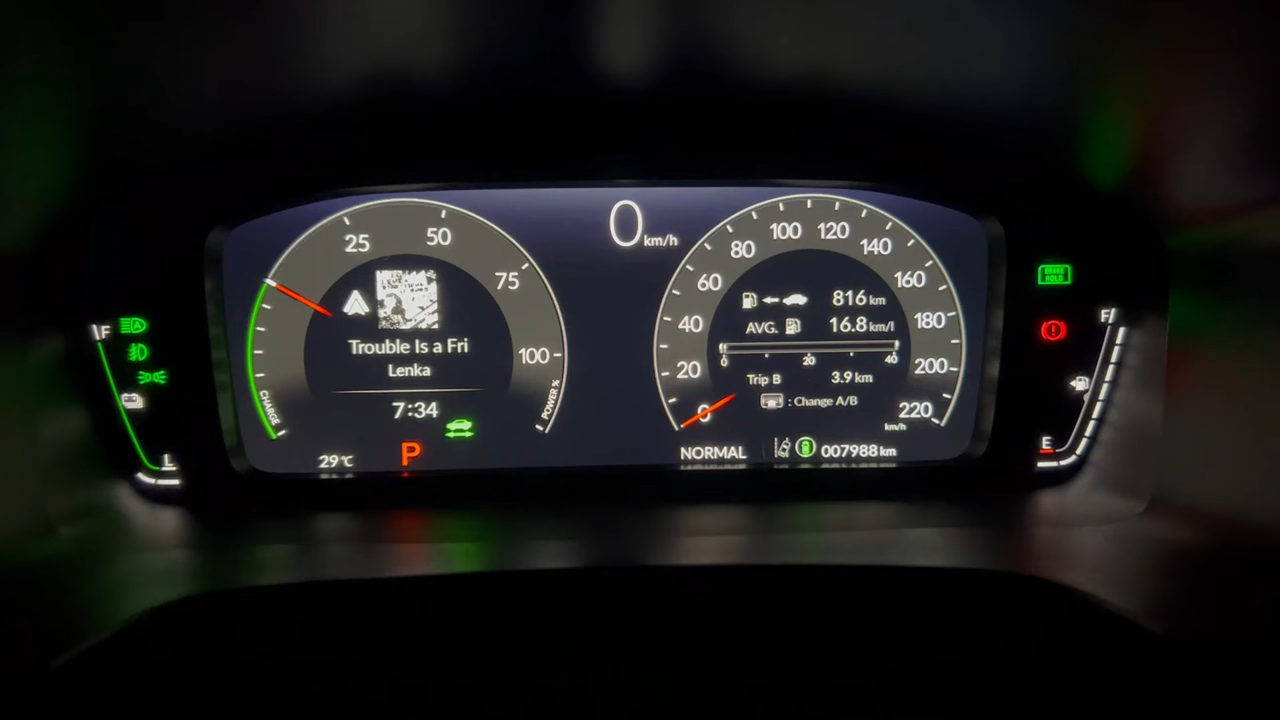 0 km/h
25
50
75
100
CHARGE
POWER %
Trouble Is a Fri
Lenka
7:34
29°C
P
20
40
60
80
100
120
140
160
180
200
220
0
km/h
816 km
AVG. 16.8 km/l
0 20 40
Trip B 3.9 km
: Change A/B
NORMAL
007988 km
F
A
L
BRAKE
HOLD
F
E